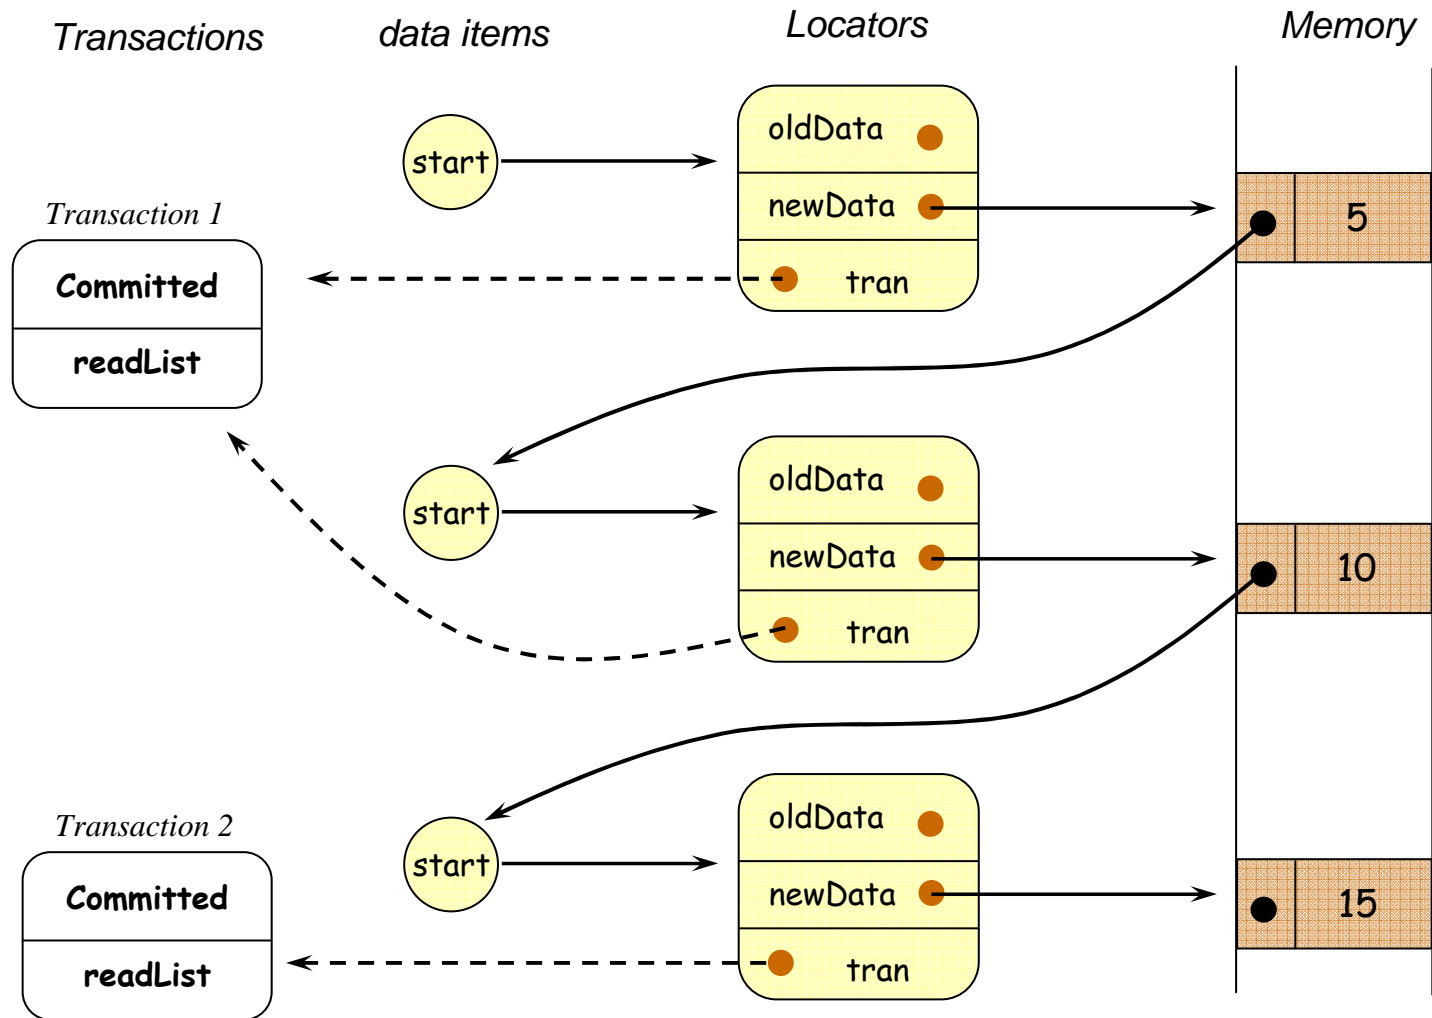 Transactions
data items
Locators
Memory
start
oldData
newData
tran
5
Transaction 1
Committed
readList
start
oldData
newData
tran
10
Transaction 2
Committed
readList
start
oldData
newData
tran
15